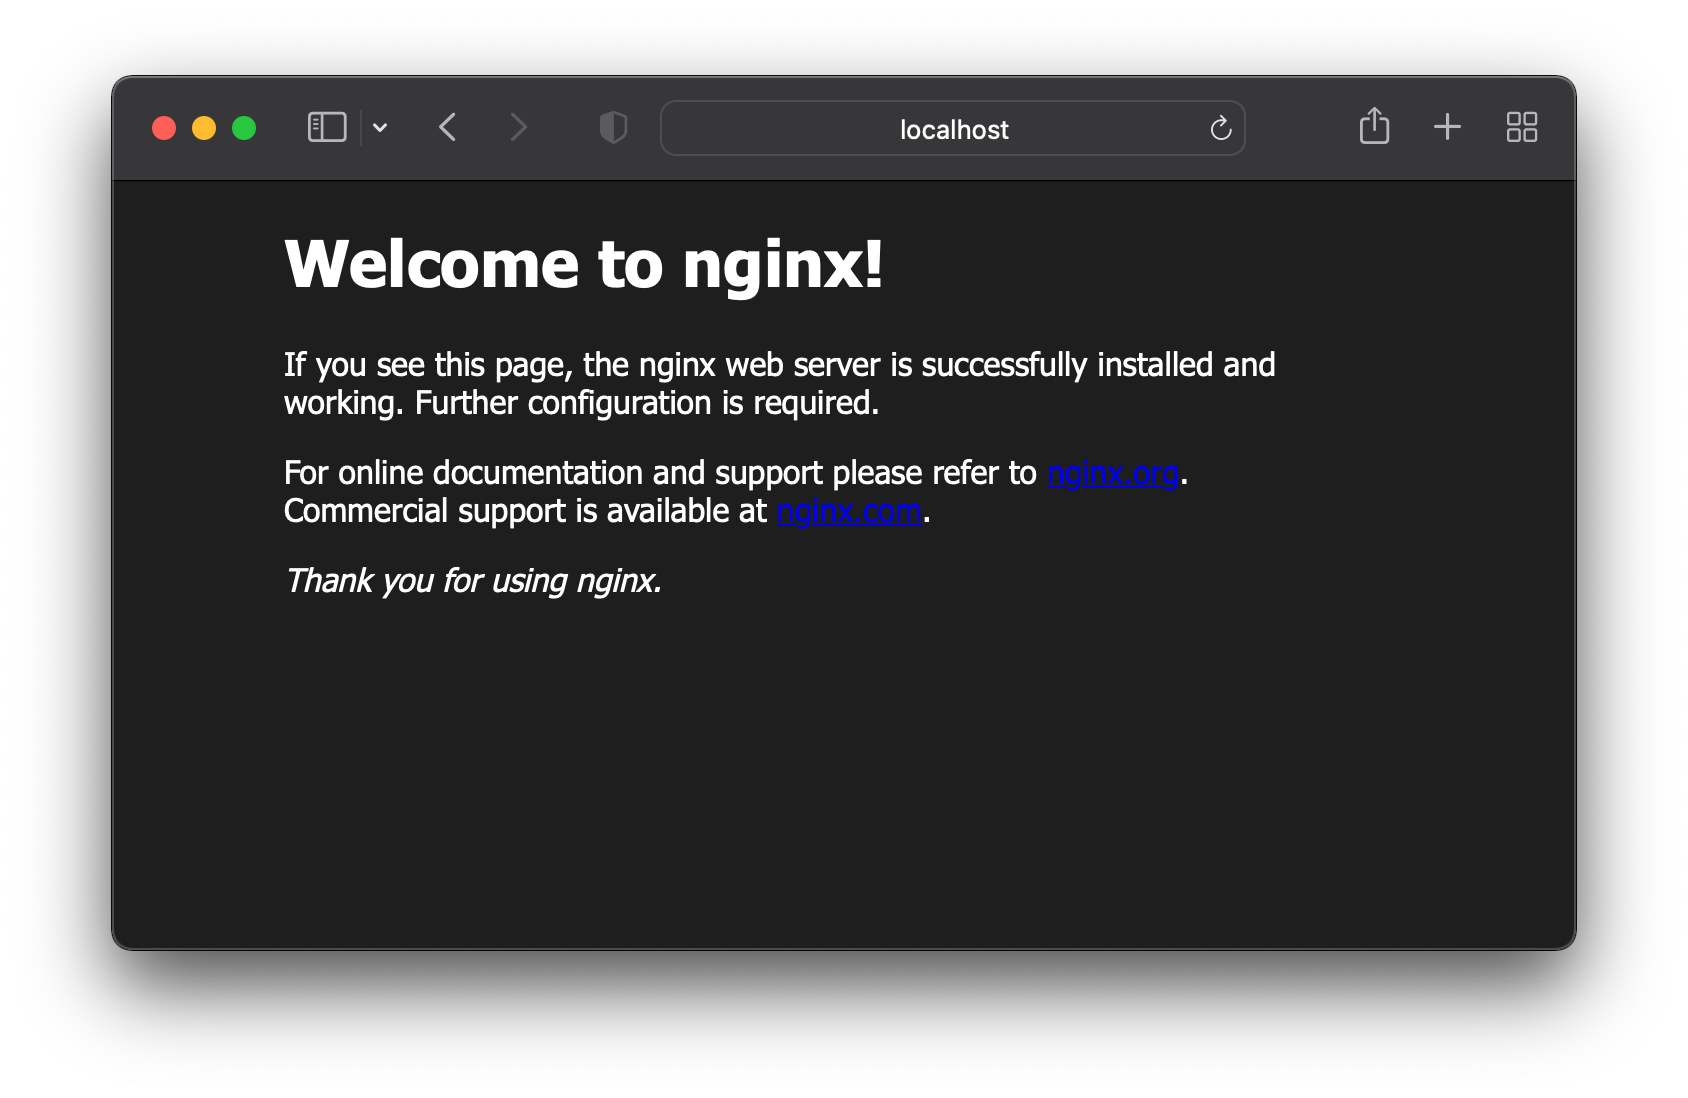 localhost
Welcome to nginx!
If you see this page, the nginx web server is successfully installed and
working. Further configuration is required.
For online documentation and support please refer to nginx.org.
Commercial support is available at nginx.com.
Thank you for using nginx.